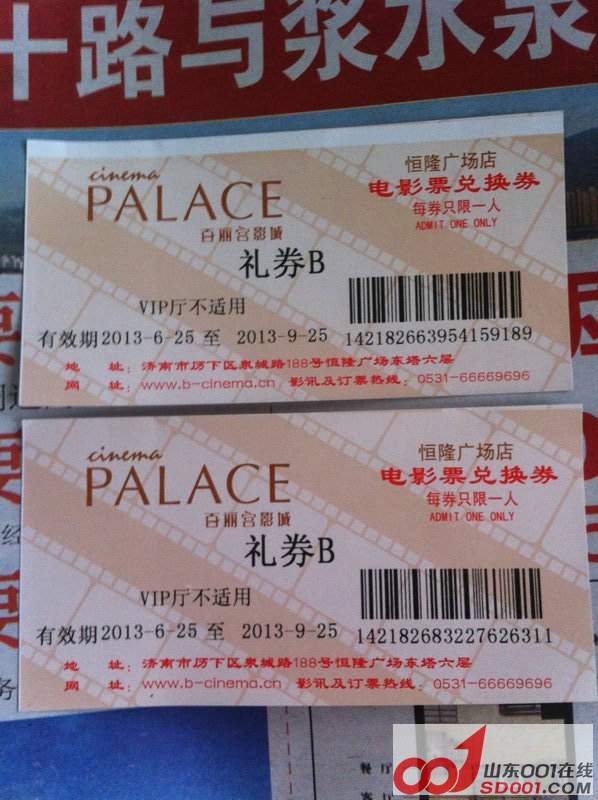 十路与浆水泉
cinema
PALACE
百丽宫影城
恒隆广场店
电影票兑换券
每券只限一人
ADMIT ONE ONLY
礼券B
VIP厅不适用
有效期 2013-6-25 至 2013-9-25
142182663954159189
地 址：济南市历下区泉城路188号恒隆广场东塔六层
网 址：www.b-cinema.cn 影讯及订票热线：0531-66669696
cinema
PALACE
百丽宫影城
恒隆广场店
电影票兑换券
每券只限一人
ADMIT ONE ONLY
礼券B
VIP厅不适用
有效期 2013-6-25 至 2013-9-25
142182683227626311
地 址：济南市历下区泉城路188号恒隆广场东塔六层
网 址：www.b-cinema.cn 影讯及订票热线：0531-66669696
务
餐厅
客厅
001山东001在线
SD001.COM